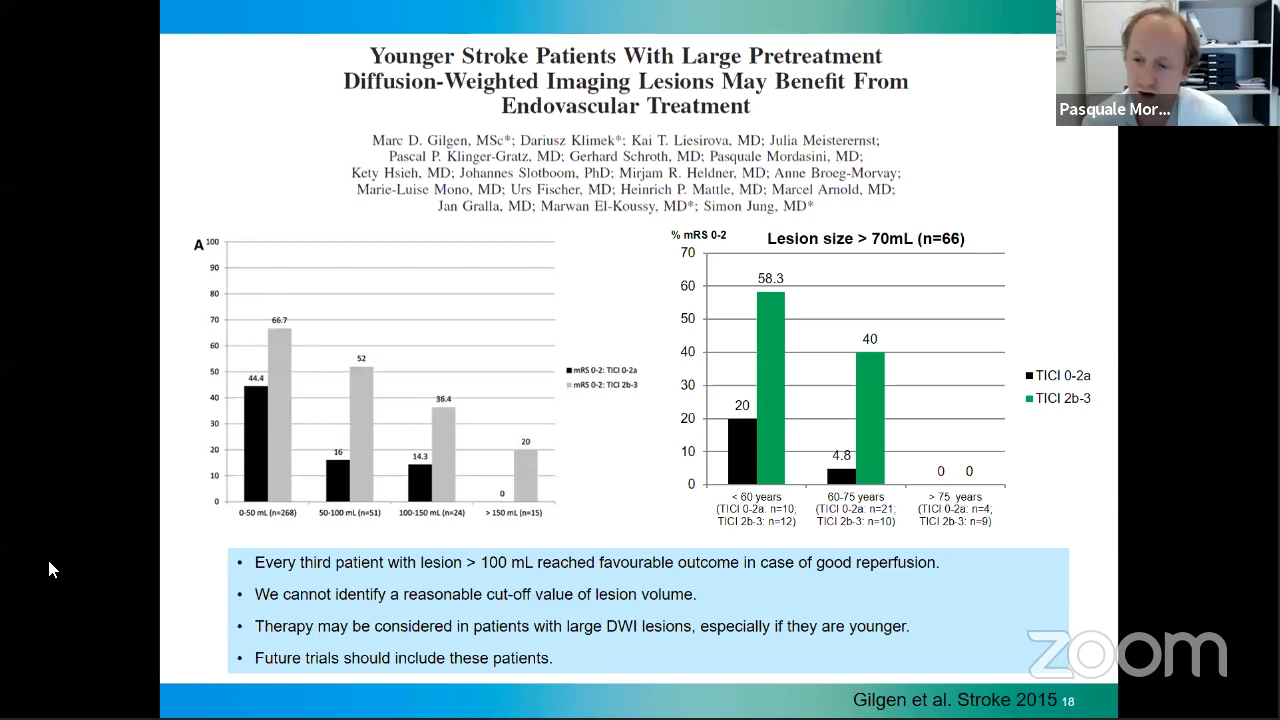 Younger Stroke Patients With Large Pretreatment
Diffusion-Weighted Imaging Lesions May Benefit From
Endovascular Treatment
Marc D. Gilgen, MSc*; Dariusz Klimek*; Kai T. Liesirova, MD; Julia Meisterernst;
Pascal P. Klinger-Gratz, MD; Gerhard Schroth, MD; Pasquale Mordasini, MD;
Kety Hsieh, MD; Johannes Slotboom, PhD; Mirjam R. Heldner, MD; Anne Broeg-Morvay;
Marie-Luise Mono, MD; Urs Fischer, MD; Heinrich P. Mattle, MD; Marcel Arnold, MD;
Jan Gralla, MD; Marwan El-Koussy, MD*; Simon Jung, MD*
Pasquale Mor...
A
100
90
80
70
60
50
40
30
20
10
0
44.4
66.7
16
52
14.3
36.4
0
20
0-50 mL (n=268)
50-100 mL (n=51)
100-150 mL (n=24)
> 150 mL (n=15)
mRS 0-2: TICI 0-2a
mRS 0-2: TICI 2b-3
% mRS 0-2
Lesion size > 70mL (n=66)
70
60
50
40
30
20
10
0
20
58.3
4.8
40
0
0
< 60 years
(TICI 0-2a: n=10;
TICI 2b-3: n=12)
60-75 years
(TICI 0-2a: n=21;
TICI 2b-3: n=10)
> 75 years
(TICI 0-2a: n=4;
TICI 2b-3: n=9)
TICI 0-2a
TICI 2b-3
• Every third patient with lesion > 100 mL reached favourable outcome in case of good reperfusion.
• We cannot identify a reasonable cut-off value of lesion volume.
• Therapy may be considered in patients with large DWI lesions, especially if they are younger.
• Future trials should include these patients.
zoom
Gilgen et al. Stroke 2015 18